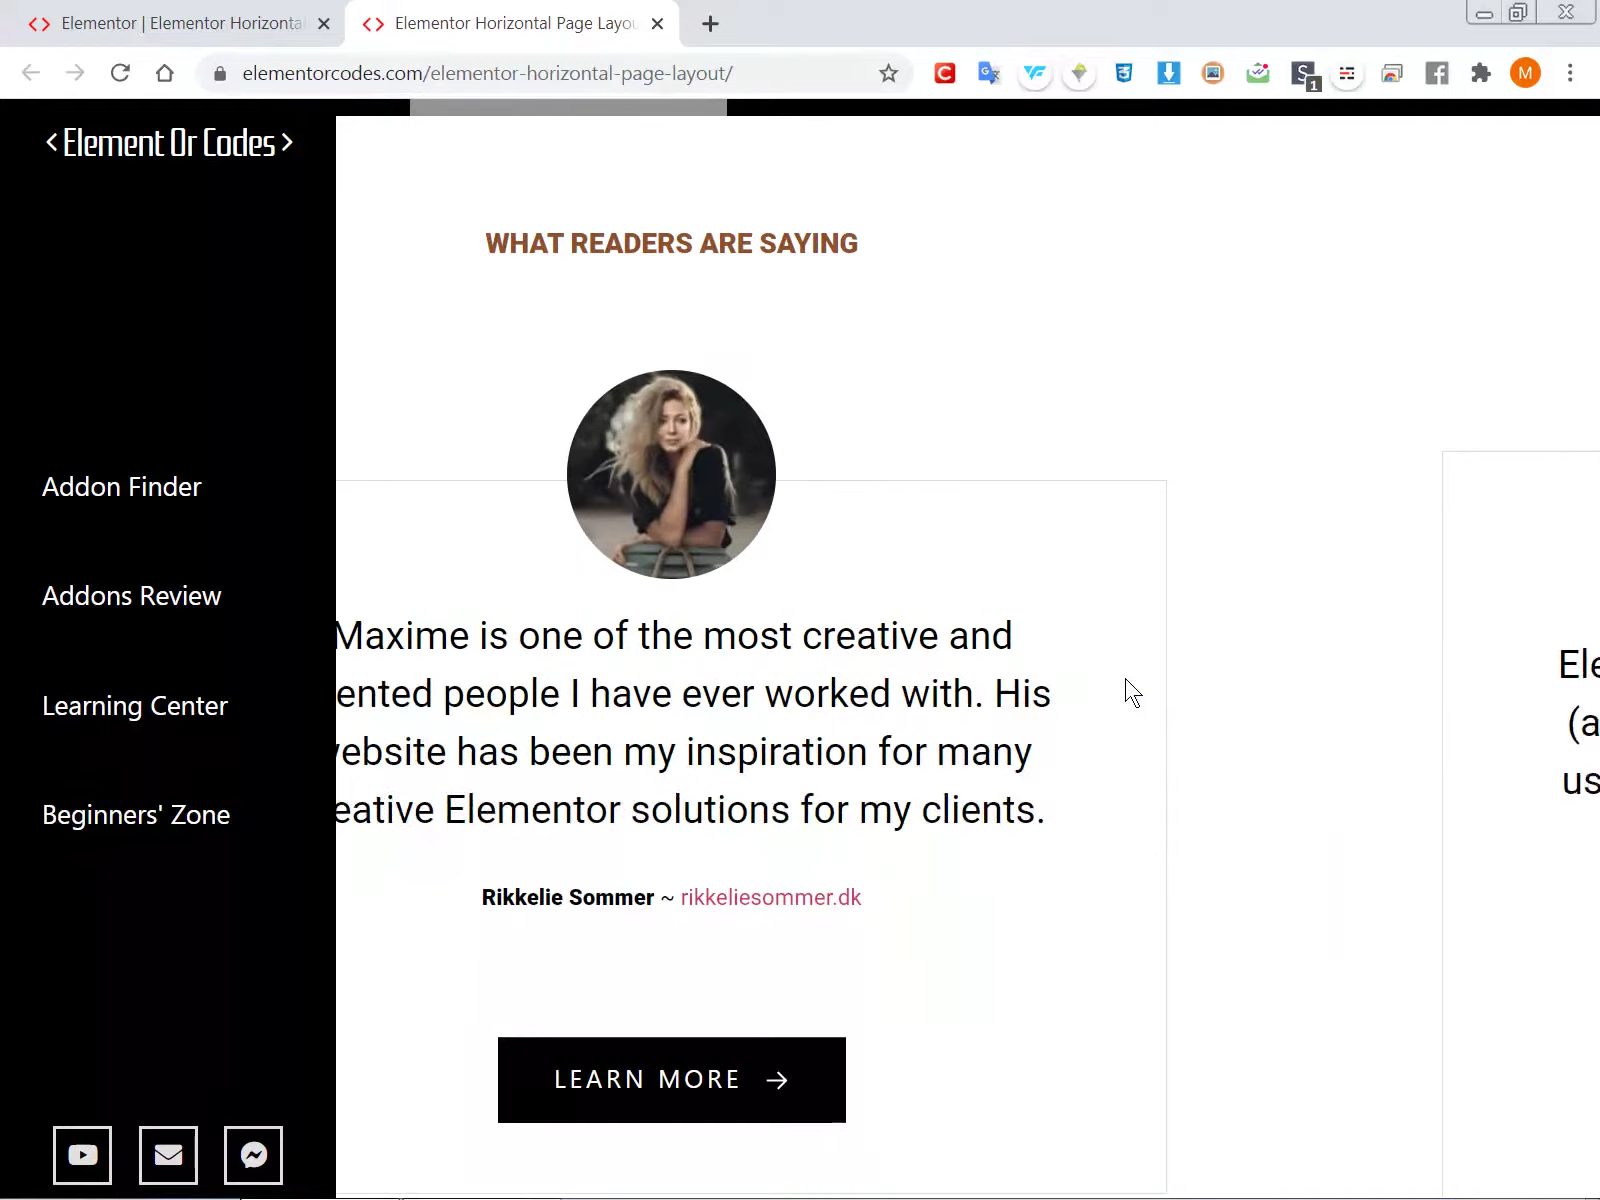 Elementor | Elementor Horizonta
Elementor Horizontal Page Layou
elementorcodes.com/elementor-horizontal-page-layout/
1
M
<Element Or Codes>
WHAT READERS ARE SAYING
Addon Finder
Addons Review
Learning Center
Beginners' Zone
Maxime is one of the most creative and
ented people I have ever worked with. His
ebsite has been my inspiration for many
eative Elementor solutions for my clients.
Rikkelie Sommer ~ rikkeliesommer.dk
LEARN MORE →
Ele
(a
us